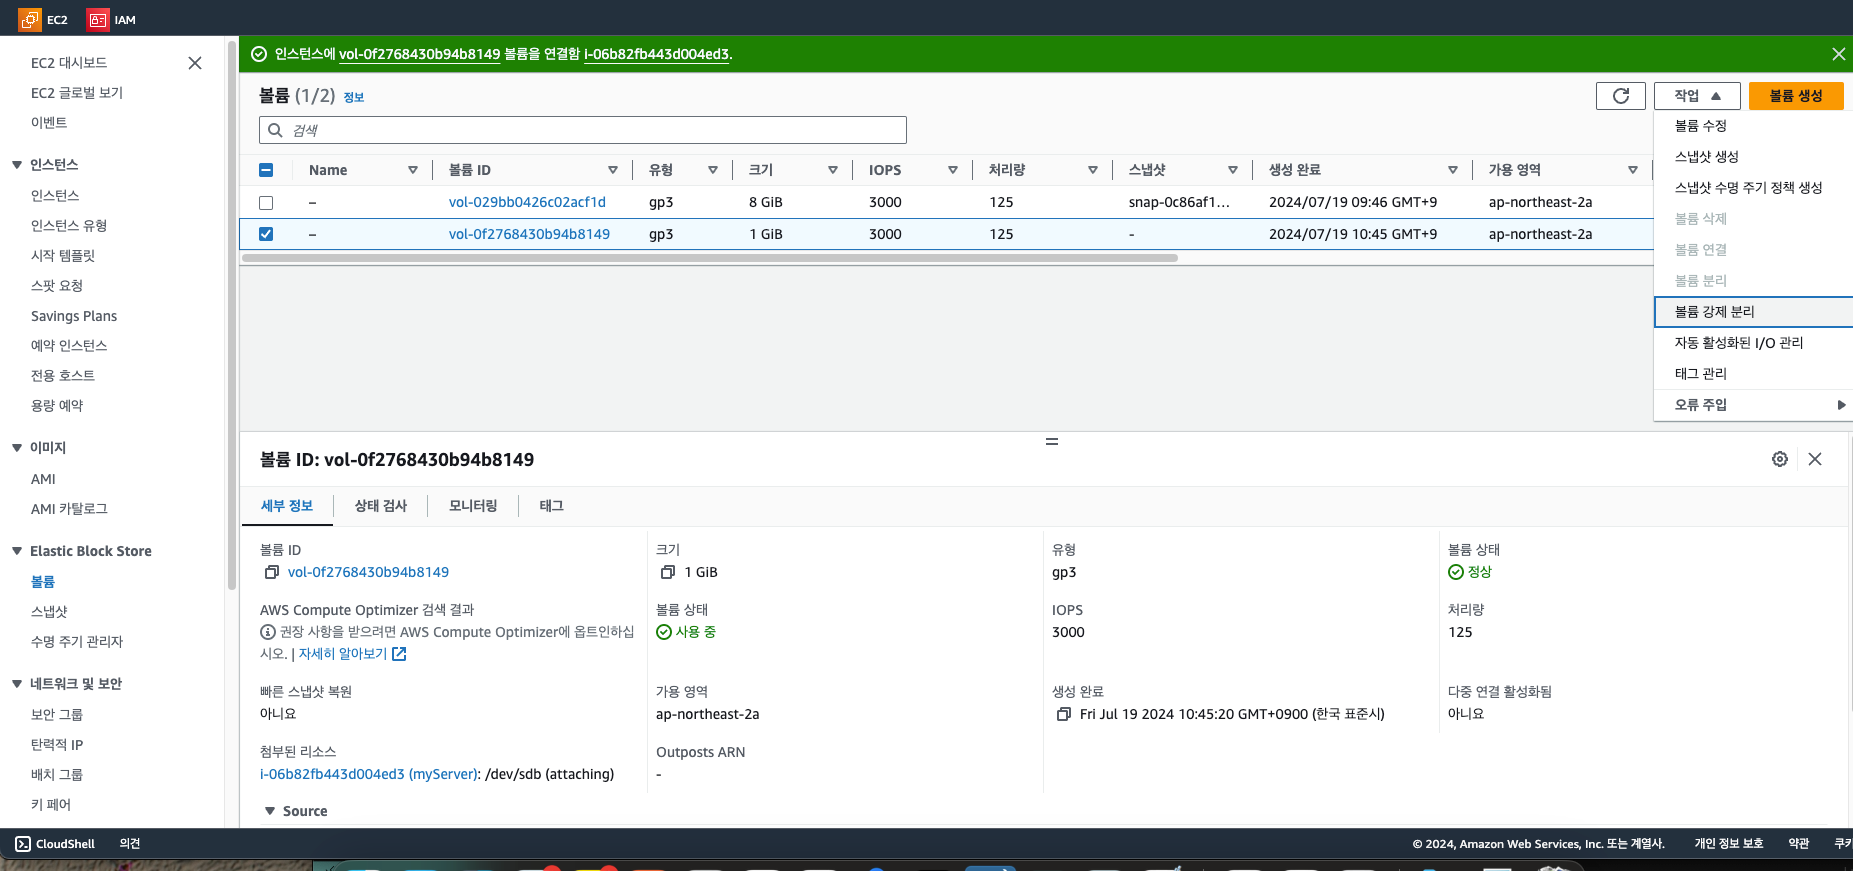 EC2 IAM
EC2 대시보드
EC2 글로벌 보기
이벤트
인스턴스
인스턴스
인스턴스 유형
시작 템플릿
스팟 요청
Savings Plans
예약 인스턴스
전용 호스트
용량 예약
이미지
AMI
AMI 카탈로그
Elastic Block Store
볼륨
스냅샷
수명 주기 관리자
네트워크 및 보안
보안 그룹
탄력적 IP
배치 그룹
키 페어
인스턴스에 vol-0f2768430b94b8149 볼륨을 연결함 i-06b82fb443d004ed3.
볼륨 (1/2) 정보
작업 볼륨 생성
검색
Name 볼륨 ID 유형 크기 IOPS 처리량 스냅샷 생성 완료 가용 영역
– vol-029bb0426c02acf1d gp3 8 GiB 3000 125 snap-0c86af1... 2024/07/19 09:46 GMT+9 ap-northeast-2a
– vol-0f2768430b94b8149 gp3 1 GiB 3000 125 - 2024/07/19 10:45 GMT+9 ap-northeast-2a
볼륨 수정
스냅샷 생성
스냅샷 수명 주기 정책 생성
볼륨 삭제
볼륨 연결
볼륨 분리
볼륨 강제 분리
자동 활성화된 I/O 관리
태그 관리
오류 주입
볼륨 ID: vol-0f2768430b94b8149
세부 정보 상태 검사 모니터링 태그
볼륨 ID
vol-0f2768430b94b8149
크기
1 GiB
유형
gp3
볼륨 상태
정상
AWS Compute Optimizer 검색 결과
권장 사항을 받으려면 AWS Compute Optimizer에 옵트인하십
시오. | 자세히 알아보기
볼륨 상태
사용 중
IOPS
3000
처리량
125
빠른 스냅샷 복원
아니요
가용 영역
ap-northeast-2a
생성 완료
Fri Jul 19 2024 10:45:20 GMT+0900 (한국 표준시)
다중 연결 활성화됨
아니요
첨부된 리소스
i-06b82fb443d004ed3 (myServer): /dev/sdb (attaching)
Outposts ARN
-
Source
CloudShell 의견 © 2024, Amazon Web Services, Inc. 또는 계열사. 개인 정보 보호 약관